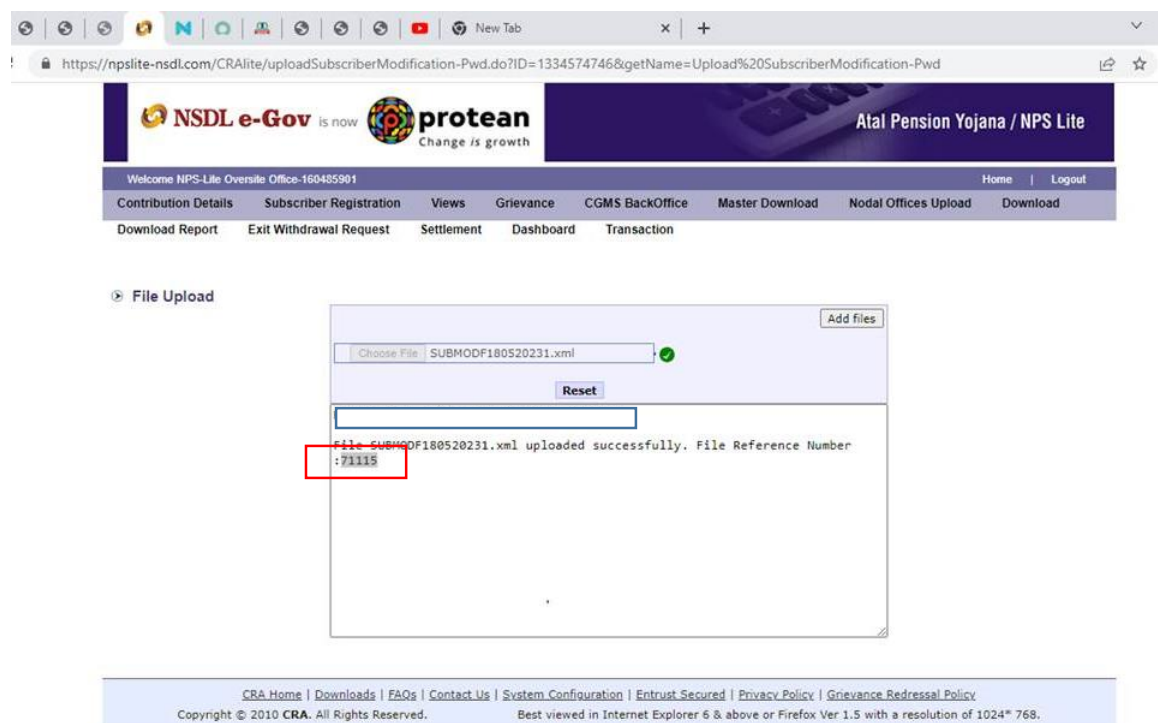 New Tab
https://npslite-nsdl.com/CRAlite/uploadSubscriberModification-Pwd.do?ID=1334574746&getName=Upload%20SubscriberModification-Pwd
NSDL e-Gov is now protean
Change is growth
Atal Pension Yojana / NPS Lite
Welcome NPS-Lite Oversite Office-160485901 Home | Logout
Contribution Details Subscriber Registration Views Grievance CGMS BackOffice Master Download Nodal Offices Upload Download
Download Report Exit Withdrawal Request Settlement Dashboard Transaction
File Upload
Add files
Choose File SUBMODF180520231.xml
Reset
File SUBMODF180520231.xml uploaded successfully. File Reference Number
:71115
CRA Home | Downloads | FAQs | Contact Us | System Configuration | Entrust Secured | Privacy Policy | Grievance Redressal Policy
Copyright © 2010 CRA. All Rights Reserved. Best viewed in Internet Explorer 6 & above or Firefox Ver 1.5 with a resolution of 1024* 768.